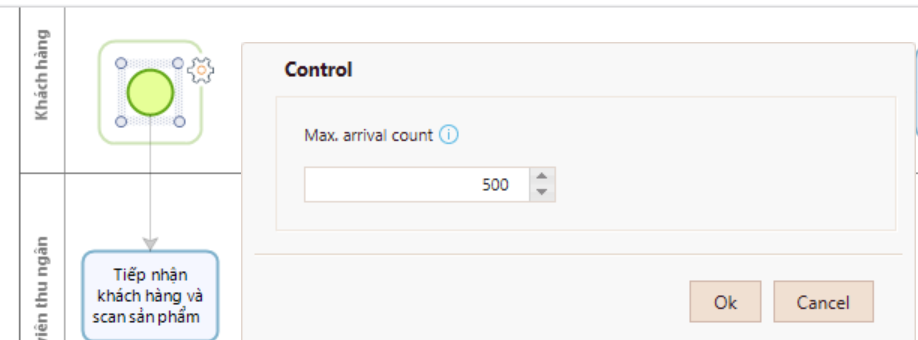 Khách hàng
Control
Max. arrival count
500
viên thu ngân
Tiếp nhận
khách hàng và
scan sản phẩm
Ok
Cancel